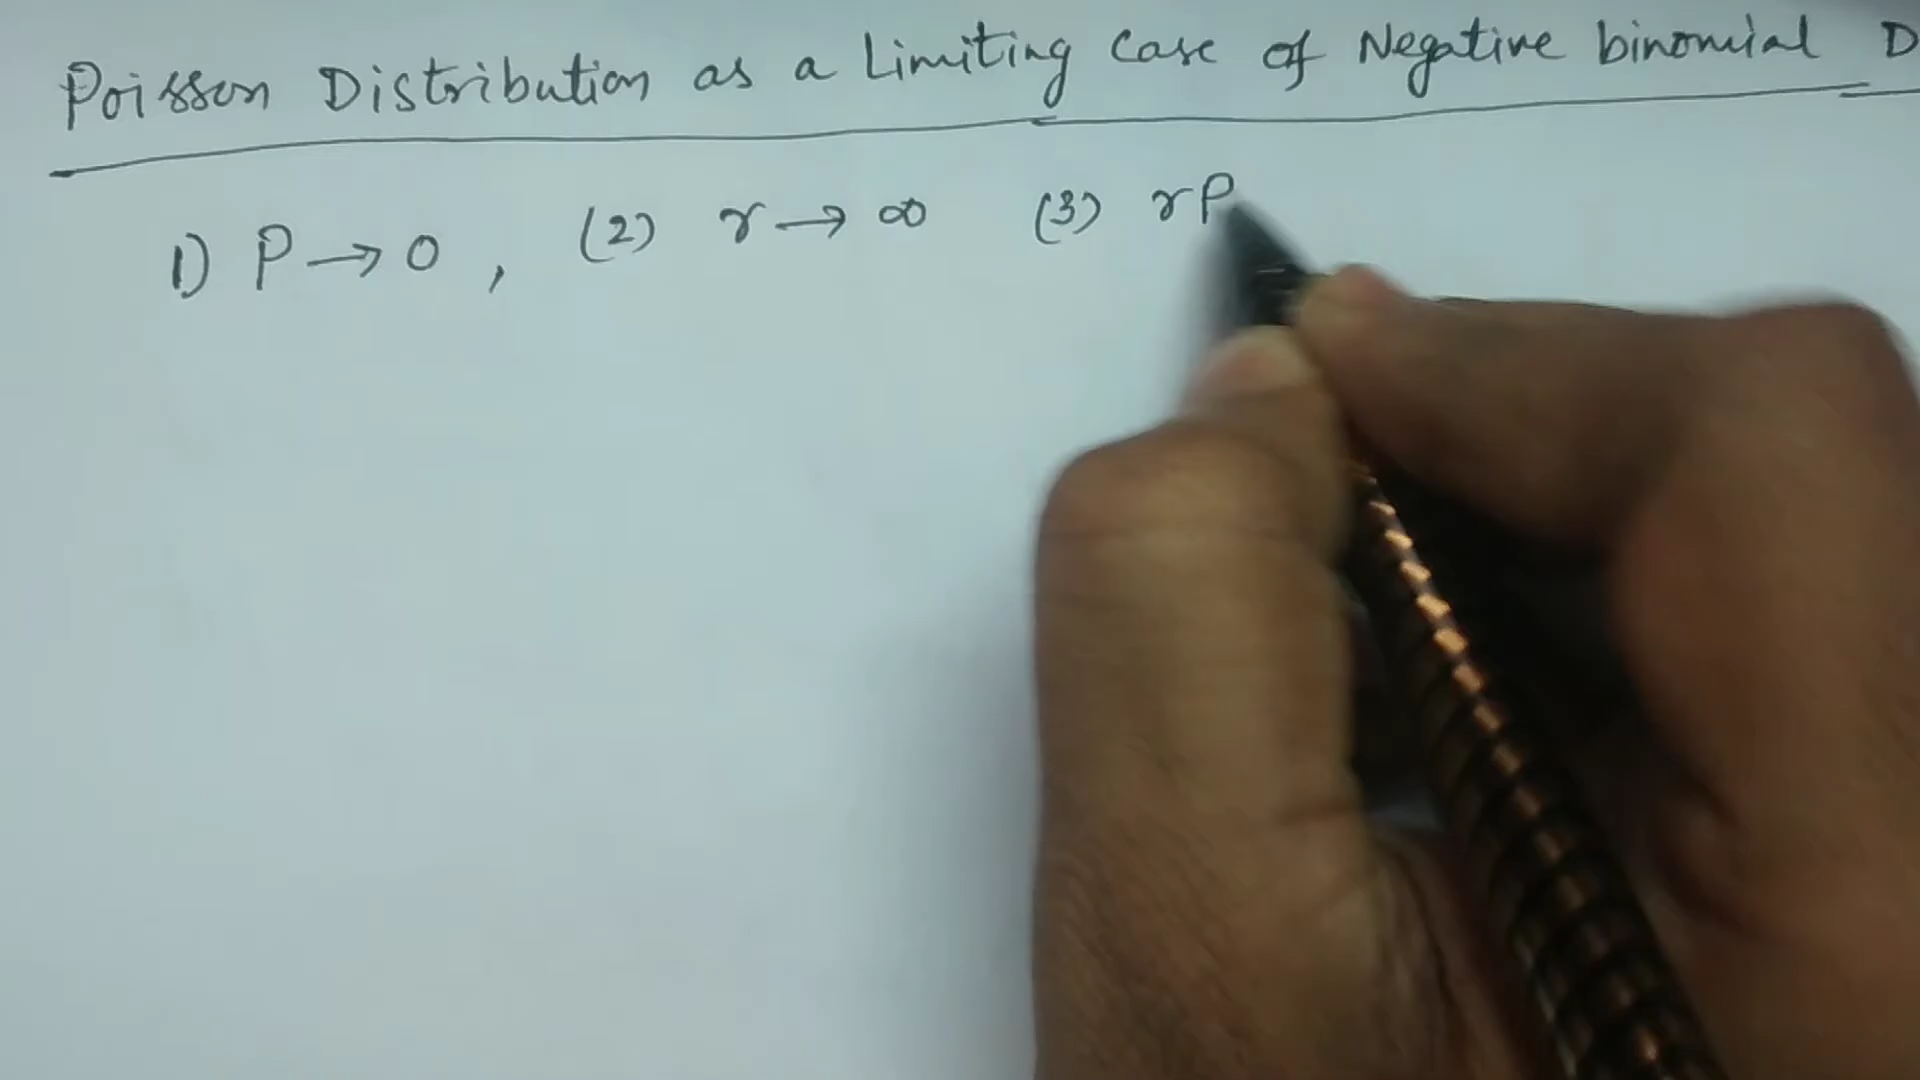 Poisson Distribution as a Limiting Case of Negative binomial D
1) P → 0 , (2) r → ∞ (3) rP